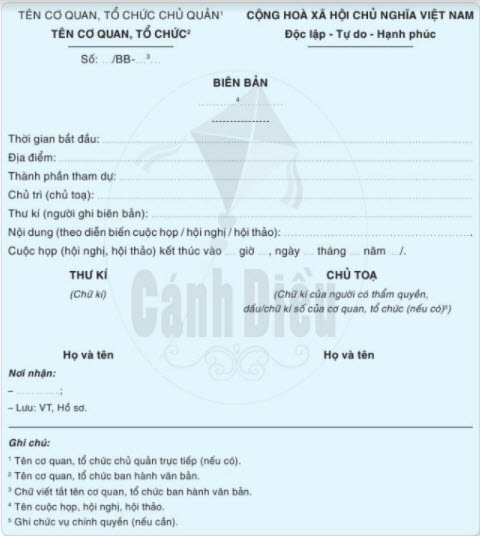 TÊN CƠ QUAN, TỔ CHỨC CHỦ QUẢN¹ CỘNG HOÀ XÃ HỘI CHỦ NGHĨA VIỆT NAM
TÊN CƠ QUAN, TỔ CHỨC² Độc lập - Tự do - Hạnh phúc
Số: .../BB-...³...
BIÊN BẢN
...........⁴...........
---------------
Thời gian bắt đầu: ......................................................
Địa điểm: ......................................................
Thành phần tham dự: ......................................................
Chủ trì (chủ toạ): ......................................................
Thư kí (người ghi biên bản): ......................................................
Nội dung (theo diễn biến cuộc họp / hội nghị / hội thảo): .......................................
Cuộc họp (hội nghị, hội thảo) kết thúc vào .... giờ ...., ngày .... tháng .... năm .../.
THƯ KÍ CHỦ TOẠ
(Chữ kí) (Chữ kí của người có thẩm quyền,
dấu/chữ kí số của cơ quan, tổ chức (nếu có)⁵)
Cánh Diều
Họ và tên Họ và tên
Nơi nhận:
– .............;
– Lưu: VT, Hồ sơ.
Ghi chú:
¹ Tên cơ quan, tổ chức chủ quản trực tiếp (nếu có).
² Tên cơ quan, tổ chức ban hành văn bản.
³ Chữ viết tắt tên cơ quan, tổ chức ban hành văn bản.
⁴ Tên cuộc họp, hội nghị, hội thảo.
⁵ Ghi chức vụ chính quyền (nếu cần).